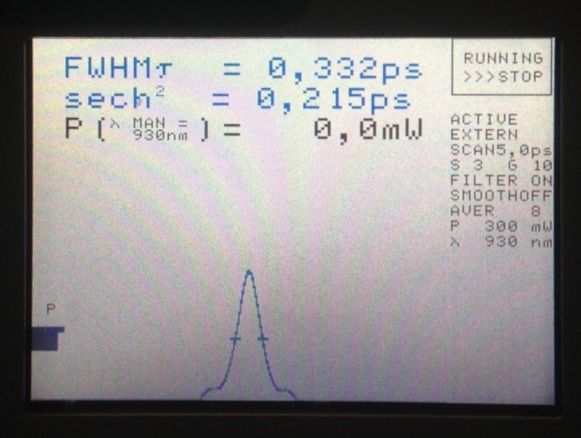 FWHMτ = 0,332ps
sech² = 0,215ps
P (λ MAN = 930nm) = 0,0mW
RUNNING
>>>STOP
ACTIVE
EXTERN
SCAN5,0ps
S 3 G 10
FILTER ON
SMOOTHOFF
AVER 8
P 300 mW
λ 930 nm
P